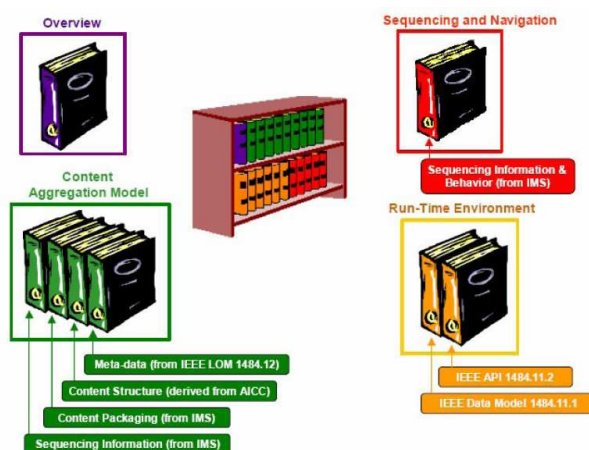 Overview
Sequencing and Navigation
Sequencing Information &
Behavior (from IMS)
Content
Aggregation Model
Run-Time Environment
Meta-data (from IEEE LOM 1484.12)
Content Structure (derived from AICC)
Content Packaging (from IMS)
Sequencing Information (from IMS)
IEEE API 1484.11.2
IEEE Data Model 1484.11.1